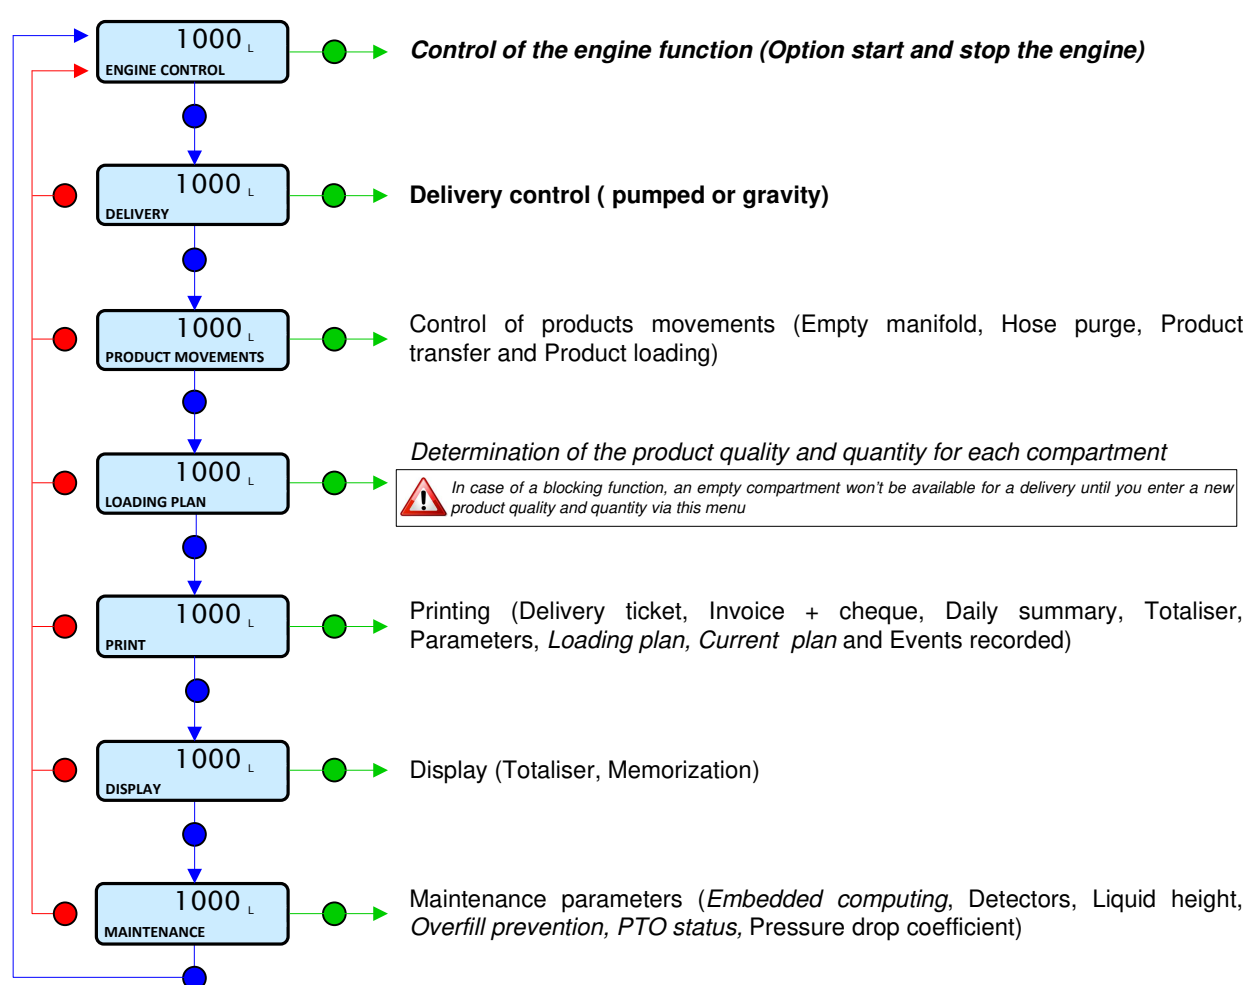 1000 L
ENGINE CONTROL
Control of the engine function (Option start and stop the engine)
1000 L
DELIVERY
Delivery control ( pumped or gravity)
1000 L
PRODUCT MOVEMENTS
Control of products movements (Empty manifold, Hose purge, Product
transfer and Product loading)
1000 L
LOADING PLAN
Determination of the product quality and quantity for each compartment
In case of a blocking function, an empty compartment won't be available for a delivery until you enter a new
product quality and quantity via this menu
1000 L
PRINT
Printing (Delivery ticket, Invoice + cheque, Daily summary, Totaliser,
Parameters, Loading plan, Current plan and Events recorded)
1000 L
DISPLAY
Display (Totaliser, Memorization)
1000 L
MAINTENANCE
Maintenance parameters (Embedded computing, Detectors, Liquid height,
Overfill prevention, PTO status, Pressure drop coefficient)